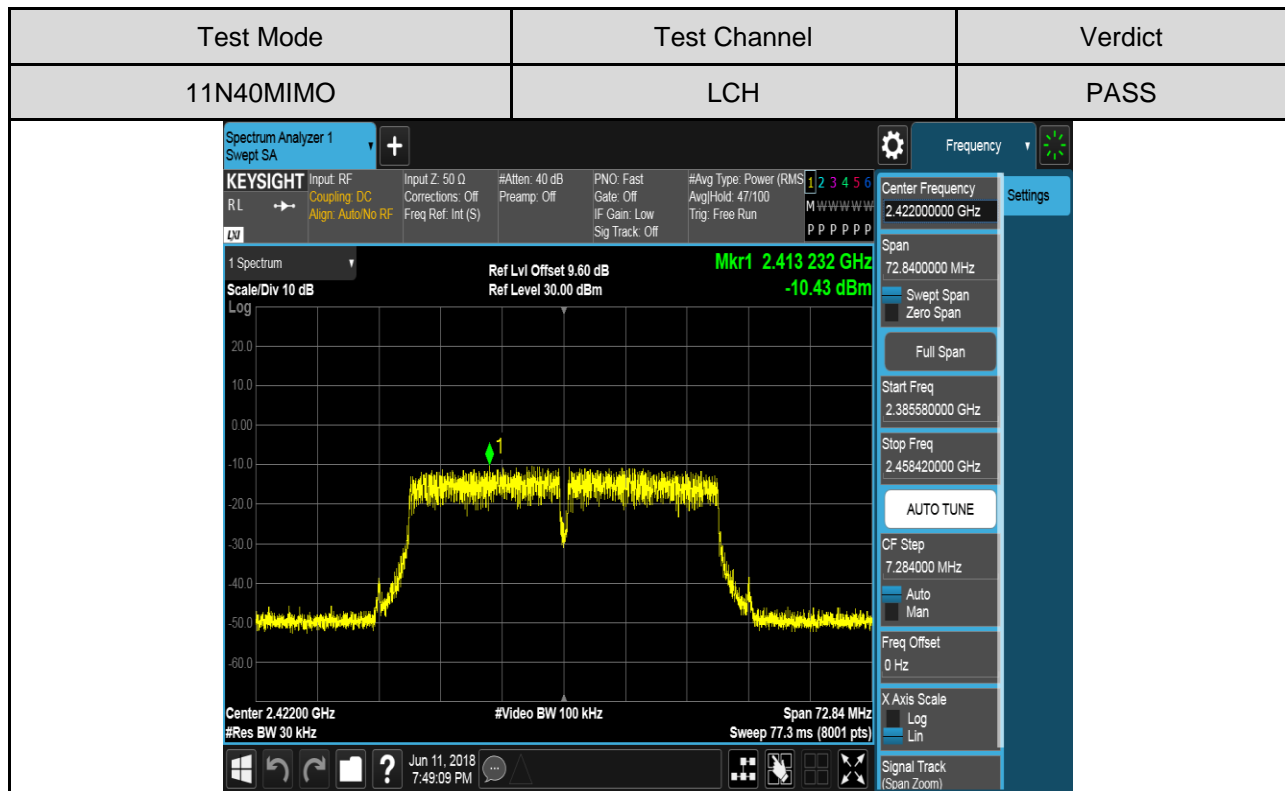 Test Mode Test Channel Verdict
11N40MIMO LCH PASS
Spectrum Analyzer 1
Swept SA
+
Frequency
KEYSIGHT Input: RF Input Z: 50 Ω #Atten: 40 dB PNO: Fast #Avg Type: Power (RMS 1 2 3 4 5 6
RL Coupling: DC Corrections: Off Preamp: Off Gate: Off Avg|Hold: 47/100 M W W W W W
Align: Auto/No RF Freq Ref: Int (S) IF Gain: Low Trig: Free Run
LXI Sig Track: Off P P P P P P
1 Spectrum
Scale/Div 10 dB
Ref Lvl Offset 9.60 dB
Ref Level 30.00 dBm
Mkr1 2.413 232 GHz
-10.43 dBm
Log
20.0
10.0
0.00
-10.0
-20.0
-30.0
-40.0
-50.0
-60.0
1
Center 2.42200 GHz #Video BW 100 kHz Span 72.84 MHz
#Res BW 30 kHz Sweep 77.3 ms (8001 pts)
Jun 11, 2018
7:49:09 PM
?
Center Frequency
2.422000000 GHz
Settings
Span
72.8400000 MHz
Swept Span
Zero Span
Full Span
Start Freq
2.385580000 GHz
Stop Freq
2.458420000 GHz
AUTO TUNE
CF Step
7.284000 MHz
Auto
Man
Freq Offset
0 Hz
X Axis Scale
Log
Lin
Signal Track
(Span Zoom)